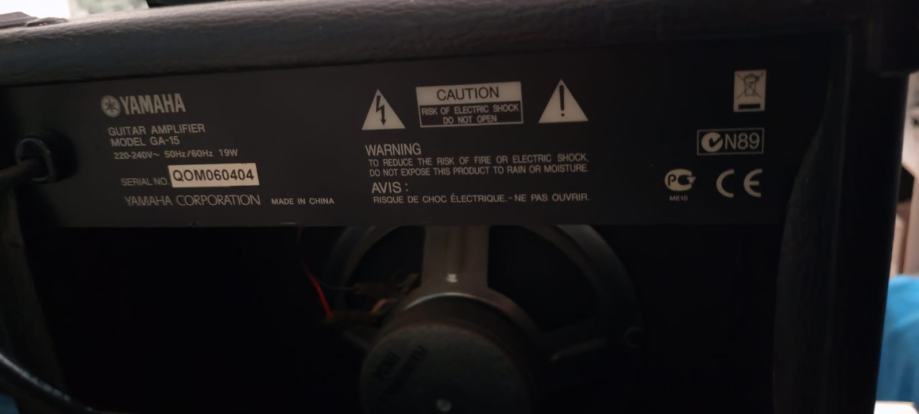 YAMAHA
GUITAR AMPLIFIER
MODEL GA-15
220-240V~ 50Hz/60Hz 19W
SERIAL NO QOM060404
YAMAHA CORPORATION MADE IN CHINA
CAUTION
RISK OF ELECTRIC SHOCK
DO NOT OPEN
WARNING
TO REDUCE THE RISK OF FIRE OR ELECTRIC SHOCK,
DO NOT EXPOSE THIS PRODUCT TO RAIN OR MOISTURE.
AVIS :
RISQUE DE CHOC ÉLECTRIQUE.-NE PAS OUVRIR.
N89
CE